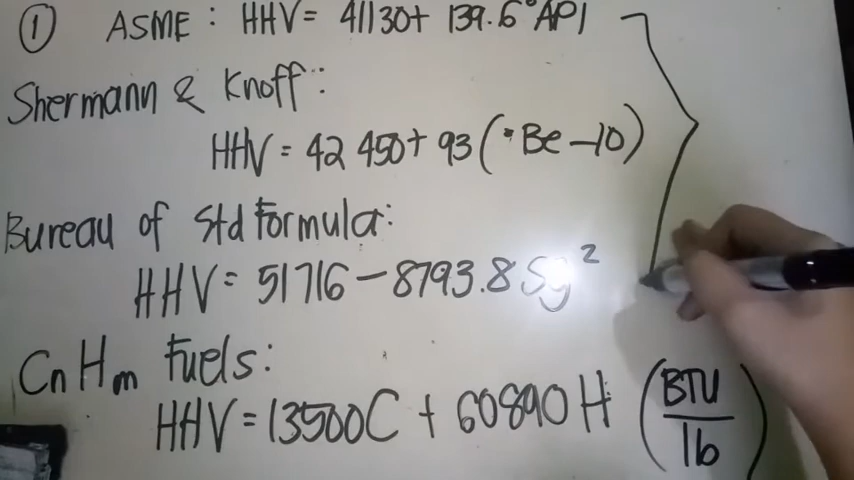 ① ASME : HHV = 41130 + 139.6 °API
Shermann & Knoff :
HHV = 42 450 + 93 (°Be - 10)
Bureau of Std Formula:
HHV = 51716 - 8793.8 Sg²
CnHm Fuels:
HHV = 13500C + 60890 H (BTU/lb)